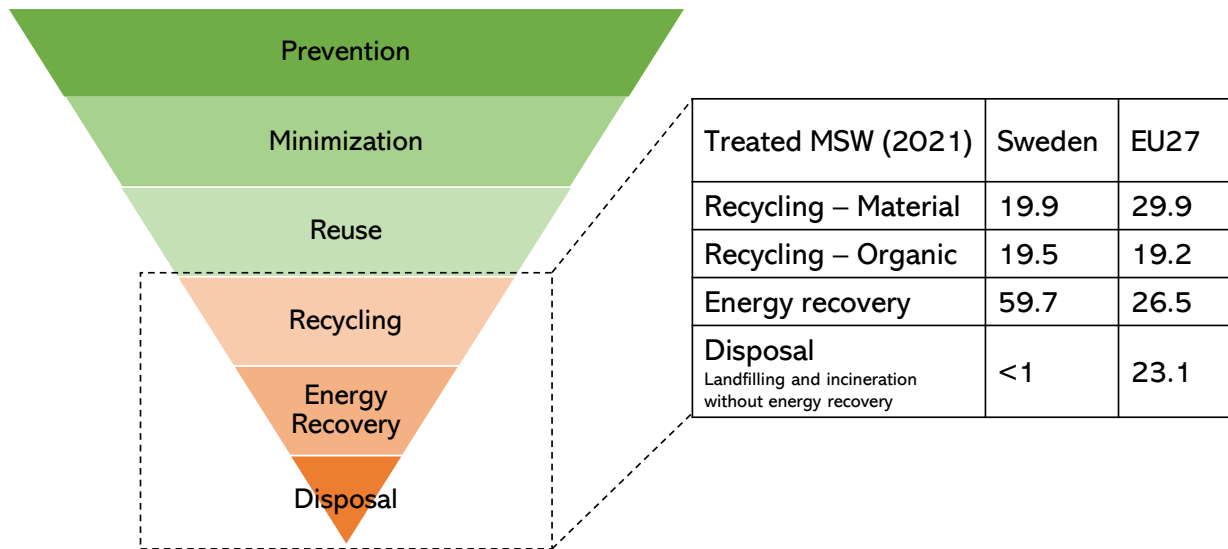 Prevention
Minimization
Reuse
Recycling
Energy
Recovery
Disposal
Treated MSW (2021) Sweden EU27
Recycling – Material 19.9 29.9
Recycling – Organic 19.5 19.2
Energy recovery 59.7 26.5
Disposal
Landfilling and incineration
without energy recovery
<1 23.1